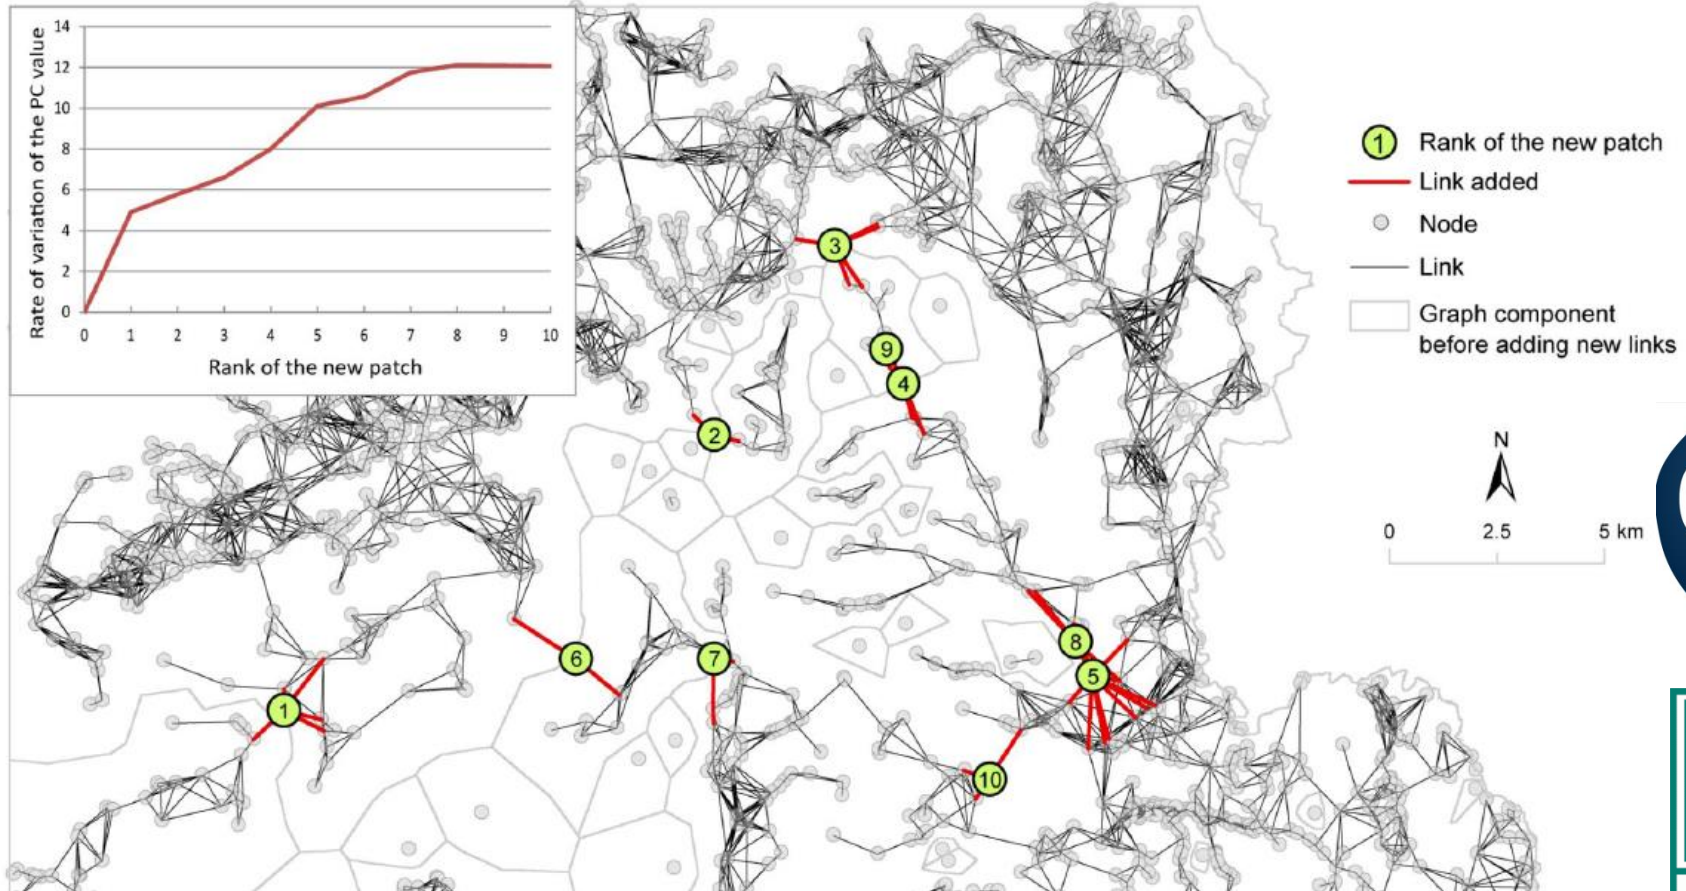 Rate of variation of the PC value
14
12
10
8
6
4
2
0
0 1 2 3 4 5 6 7 8 9 10
Rank of the new patch
1 Rank of the new patch
Link added
Node
Link
Graph component
before adding new links
N
0 2.5 5 km
3
9
4
2
6
7
8
5
1
10